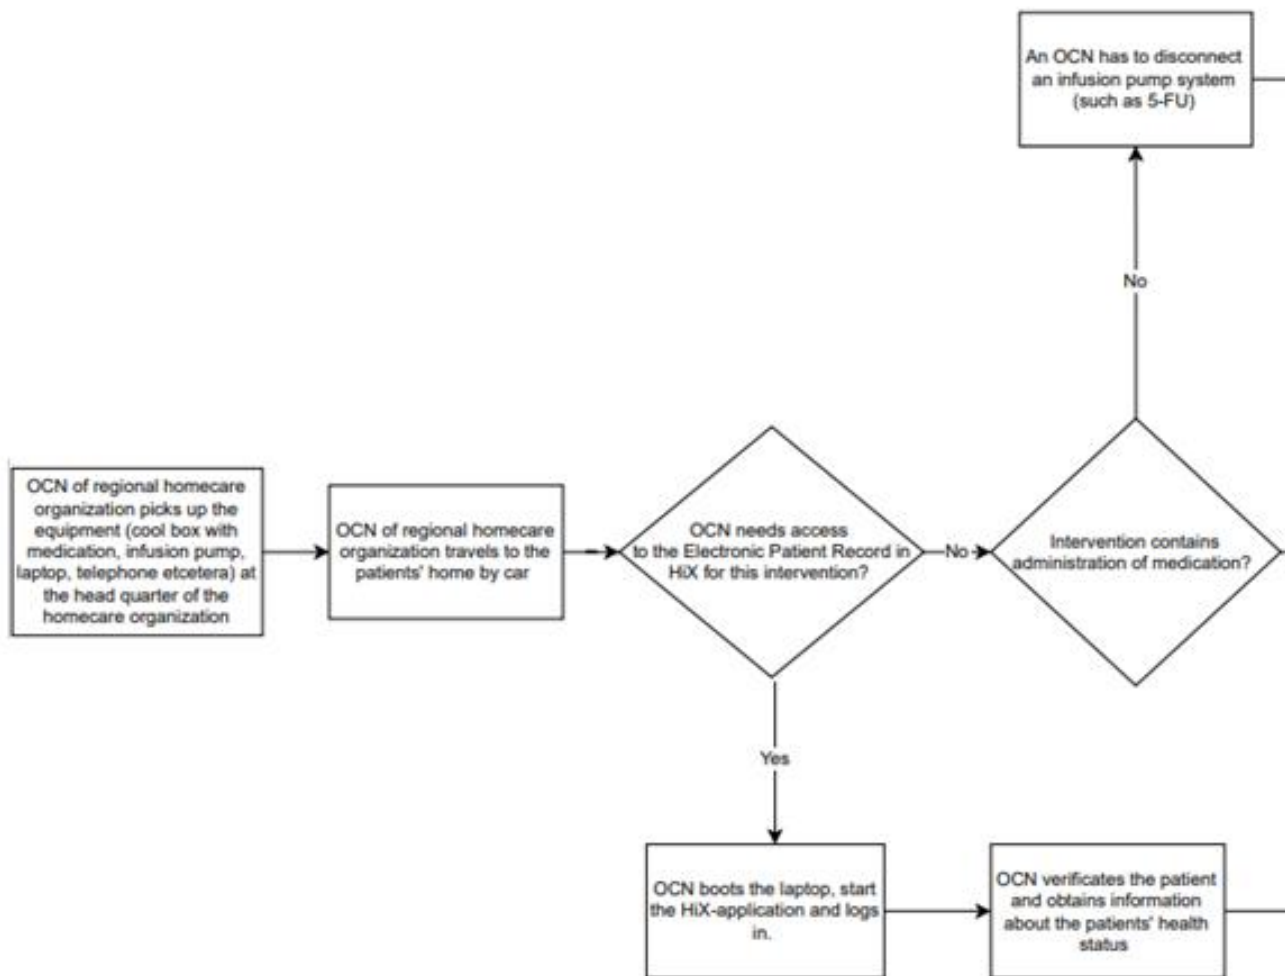 An OCN has to disconnect
an infusion pump system
(such as 5-FU)
No
OCN of regional homecare
organization picks up the
equipment (cool box with
medication, infusion pump,
laptop, telephone etcetera) at
the head quarter of the
homecare organization
OCN of regional homecare
organization travels to the
patients' home by car
OCN needs access
to the Electronic Patient Record in
HiX for this intervention?
No
Intervention contains
administration of medication?
Yes
OCN boots the laptop, start
the HiX-application and logs
in.
OCN verificates the patient
and obtains information
about the patients' health
status